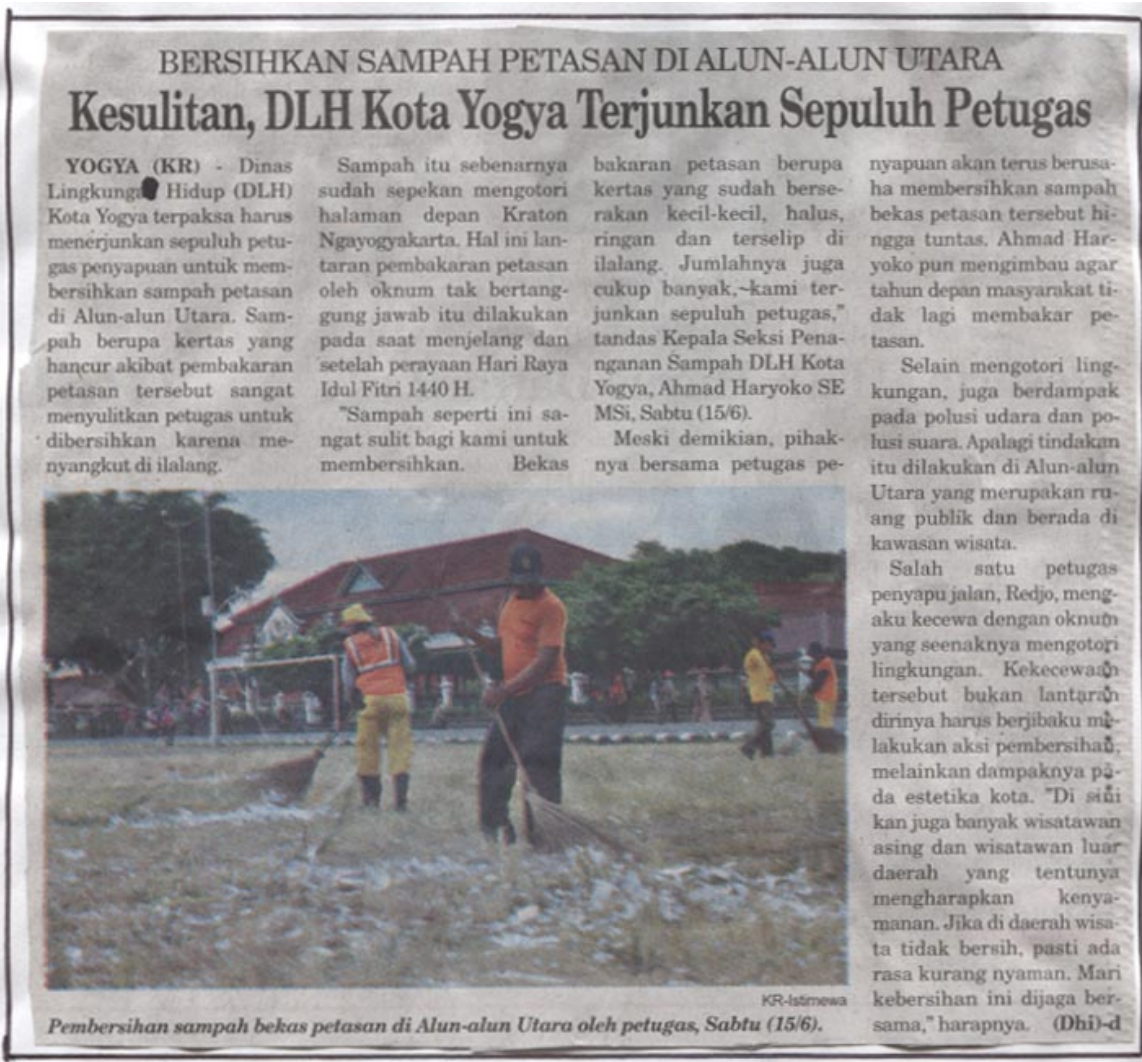 BERSIHKAN SAMPAH PETASAN DI ALUN-ALUN UTARA
Kesulitan, DLH Kota Yogya Terjunkan Sepuluh Petugas
YOGYA (KR) - Dinas
Lingkungan Hidup (DLH)
Kota Yogya terpaksa harus
menerjunkan sepuluh petu-
gas penyapuan untuk mem-
bersihkan sampah petasan
di Alun-alun Utara. Sam-
pah berupa kertas yang
hancur akibat pembakaran
petasan tersebut sangat
menyulitkan petugas untuk
dibersihkan karena me-
nyangkut di ilalang.
Sampah itu sebenarnya
sudah sepekan mengotori
halaman depan Kraton
Ngayogyakarta. Hal ini lan-
taran pembakaran petasan
oleh oknum tak bertang-
gung jawab itu dilakukan
pada saat menjelang dan
setelah perayaan Hari Raya
Idul Fitri 1440 H.
"Sampah seperti ini sa-
ngat sulit bagi kami untuk
membersihkan. Bekas
bakaran petasan berupa
kertas yang sudah berse-
rakan kecil-kecil, halus,
ringan dan terselip di
ilalang. Jumlahnya juga
cukup banyak, kami ter-
junkan sepuluh petugas,"
tandas Kepala Seksi Pena-
nganan Sampah DLH Kota
Yogya, Ahmad Haryoko SE
MSi, Sabtu (15/6).
Meski demikian, pihak-
nya bersama petugas pe-
nyapuan akan terus berusa-
ha membersihkan sampah
bekas petasan tersebut hi-
ngga tuntas. Ahmad Har-
yoko pun mengimbau agar
tahun depan masyarakat ti-
dak lagi membakar pe-
tasan.
Selain mengotori ling-
kungan, juga berdampak
pada polusi udara dan po-
lusi suara. Apalagi tindakan
itu dilakukan di Alun-alun
Utara yang merupakan ru-
ang publik dan berada di
kawasan wisata.
Salah satu petugas
penyapu jalan, Redjo, meng-
aku kecewa dengan oknum
yang seenaknya mengotori
lingkungan. Kekecewaan
tersebut bukan lantaran
dirinya harus berjibaku me-
lakukan aksi pembersihan,
melainkan dampaknya pa-
da estetika kota. "Di sini
kan juga banyak wisatawan
asing dan wisatawan luar
daerah yang tentunya
mengharapkan kenya-
manan. Jika di daerah wisa-
ta tidak bersih, pasti ada
rasa kurang nyaman. Mari
kebersihan ini dijaga ber-
sama," harapnya. (Dhi)-d
KR-Istimewa
Pembersihan sampah bekas petasan di Alun-alun Utara oleh petugas, Sabtu (15/6).